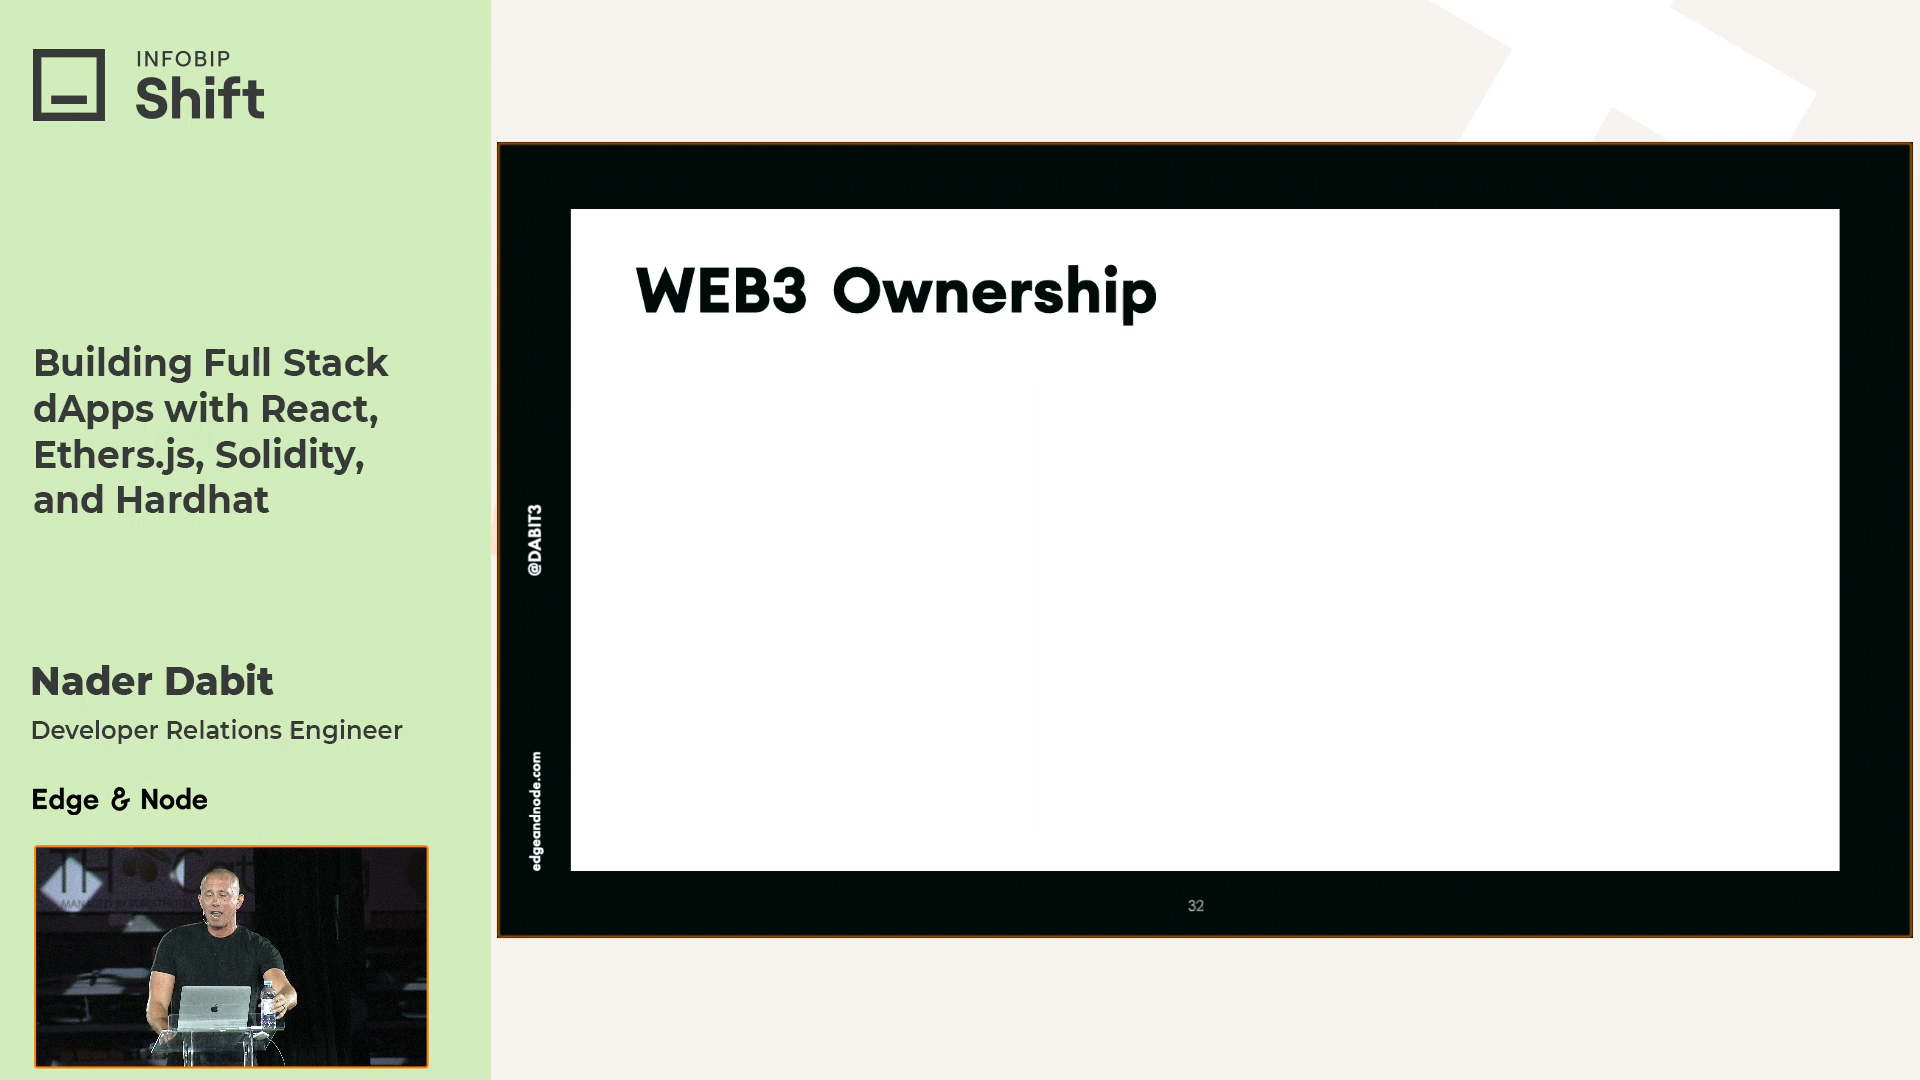 INFOBIP
Shift
Building Full Stack
dApps with React,
Ethers.js, Solidity,
and Hardhat
Nader Dabit
Developer Relations Engineer
Edge & Node
WEB3 Ownership
@DABIT3
edgeandnode.com
32